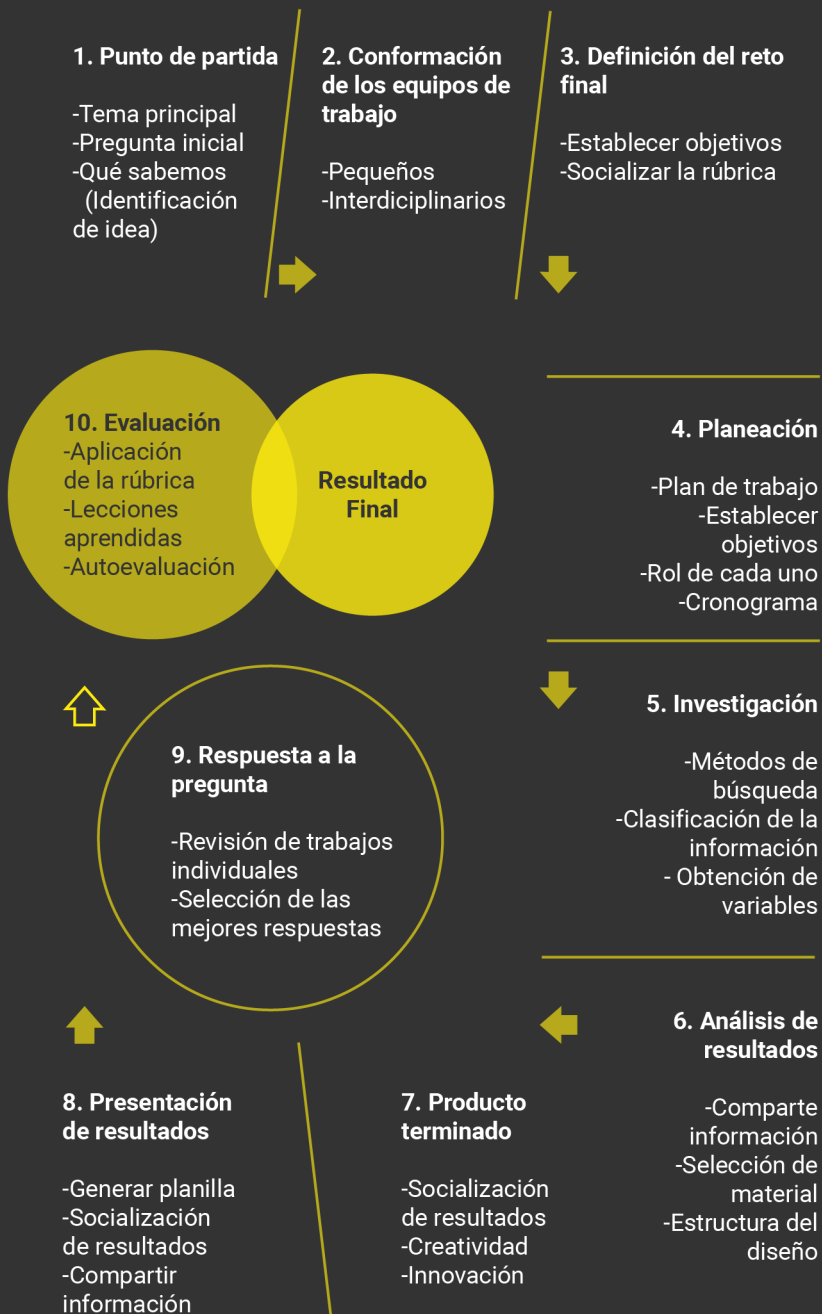 1. Punto de partida
-Tema principal
-Pregunta inicial
-Qué sabemos
(Identificación
de idea)
2. Conformación
de los equipos de
trabajo
-Pequeños
-Interdiciplinarios
3. Definición del reto
final
-Establecer objetivos
-Socializar la rúbrica
4. Planeación
-Plan de trabajo
-Establecer
objetivos
-Rol de cada uno
-Cronograma
5. Investigación
-Métodos de
búsqueda
-Clasificación de la
información
- Obtención de
variables
6. Análisis de
resultados
-Comparte
información
-Selección de
material
-Estructura del
diseño
7. Producto
terminado
-Socialización
de resultados
-Creatividad
-Innovación
8. Presentación
de resultados
-Generar planilla
-Socialización
de resultados
-Compartir
información
9. Respuesta a la
pregunta
-Revisión de trabajos
individuales
-Selección de las
mejores respuestas
10. Evaluación
-Aplicación
de la rúbrica
-Lecciones
aprendidas
-Autoevaluación
Resultado
Final